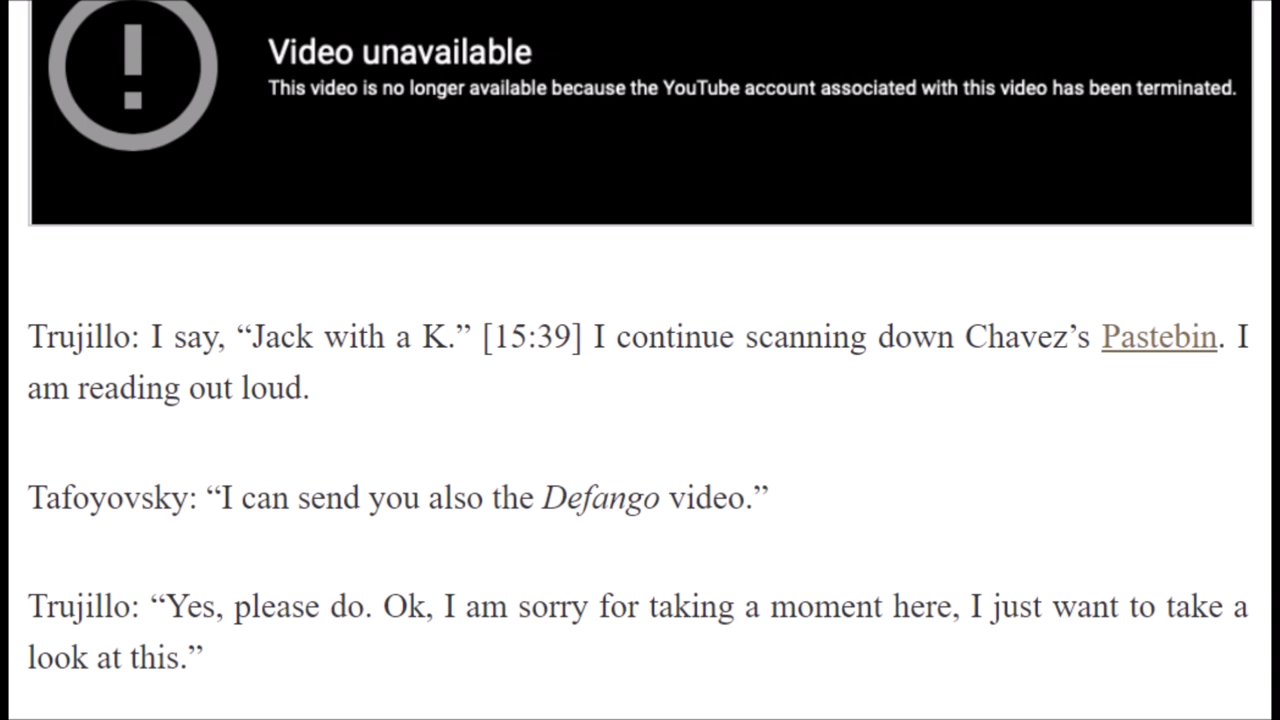 Video unavailable
This video is no longer available because the YouTube account associated with this video has been terminated.
Trujillo: I say, “Jack with a K.” [15:39] I continue scanning down Chavez’s Pastebin. I
am reading out loud.
Tafoyovsky: “I can send you also the Defango video.”
Trujillo: “Yes, please do. Ok, I am sorry for taking a moment here, I just want to take a
look at this.”